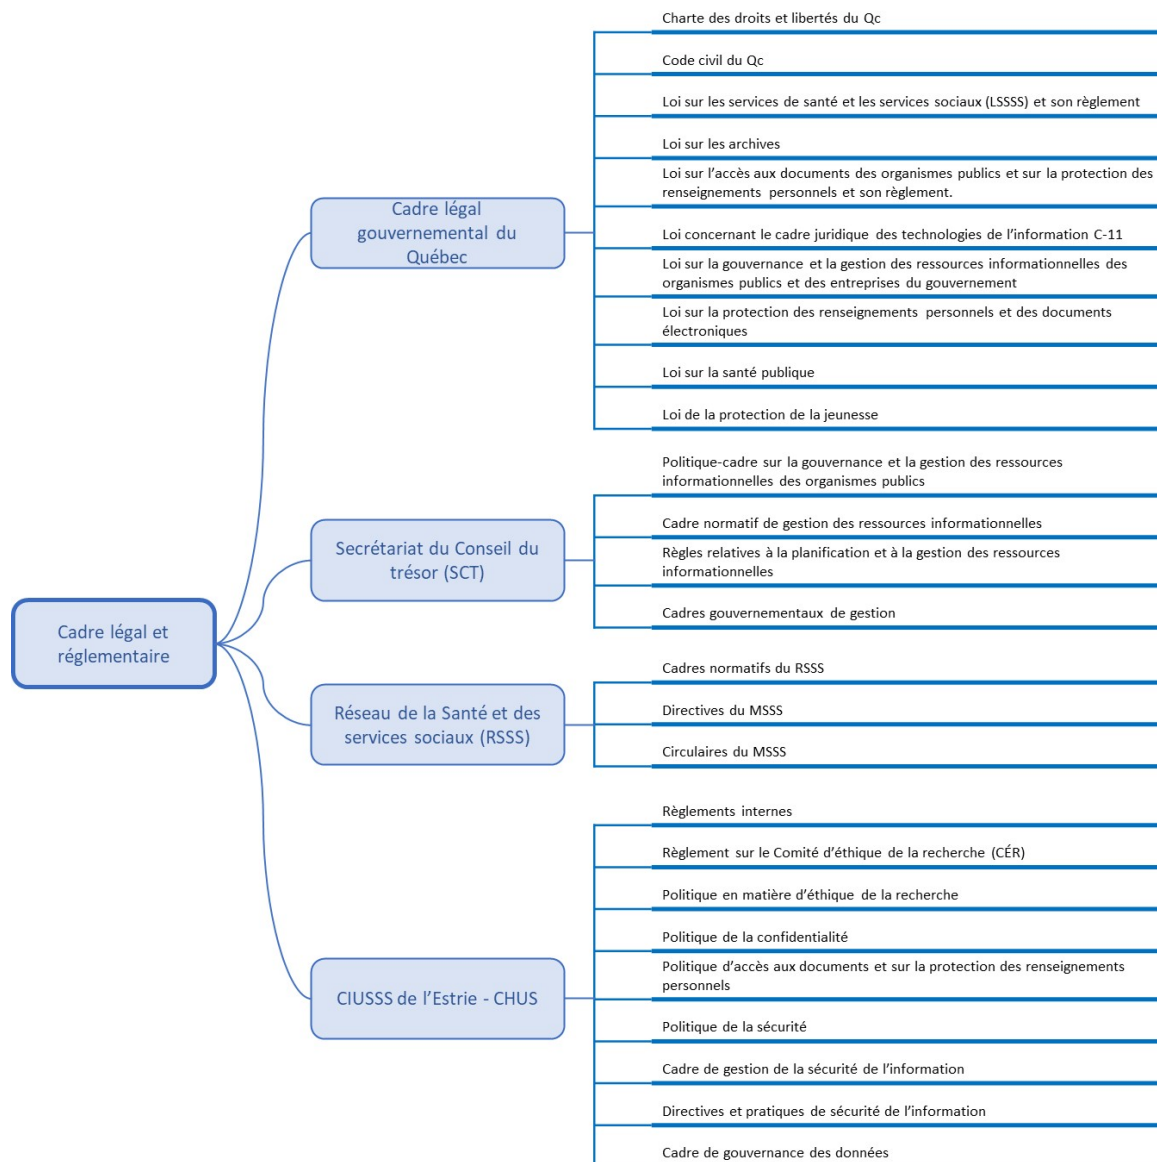 Cadre légal et
réglementaire
Cadre légal
gouvernemental du
Québec
Charte des droits et libertés du Qc
Code civil du Qc
Loi sur les services de santé et les services sociaux (LSSSS) et son règlement
Loi sur les archives
Loi sur l’accès aux documents des organismes publics et sur la protection des
renseignements personnels et son règlement.
Loi concernant le cadre juridique des technologies de l’information C-11
Loi sur la gouvernance et la gestion des ressources informationnelles des
organismes publics et des entreprises du gouvernement
Loi sur la protection des renseignements personnels et des documents
électroniques
Loi sur la santé publique
Loi de la protection de la jeunesse
Secrétariat du Conseil du
trésor (SCT)
Politique-cadre sur la gouvernance et la gestion des ressources
informationnelles des organismes publics
Cadre normatif de gestion des ressources informationnelles
Règles relatives à la planification et à la gestion des ressources
informationnelles
Cadres gouvernementaux de gestion
Réseau de la Santé et des
services sociaux (RSSS)
Cadres normatifs du RSSS
Directives du MSSS
Circulaires du MSSS
CIUSSS de l’Estrie - CHUS
Règlements internes
Règlement sur le Comité d’éthique de la recherche (CÉR)
Politique en matière d’éthique de la recherche
Politique de la confidentialité
Politique d’accès aux documents et sur la protection des renseignements
personnels
Politique de la sécurité
Cadre de gestion de la sécurité de l’information
Directives et pratiques de sécurité de l’information
Cadre de gouvernance des données